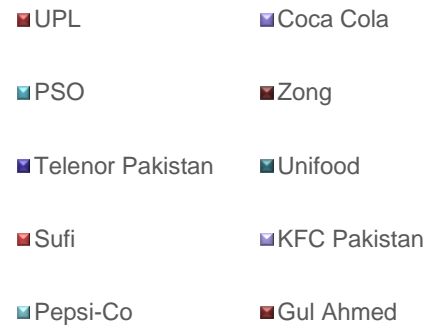 UPL Coca Cola
PSO Zong
Telenor Pakistan Unifood
Sufi KFC Pakistan
Pepsi-Co Gul Ahmed